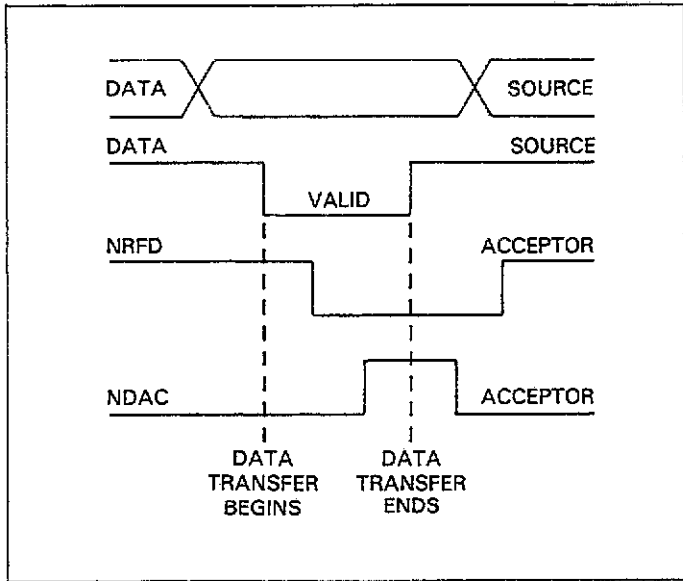 DATA SOURCE
DATA SOURCE
VALID
NRFD ACCEPTOR
NDAC ACCEPTOR
DATA TRANSFER BEGINS
DATA TRANSFER ENDS